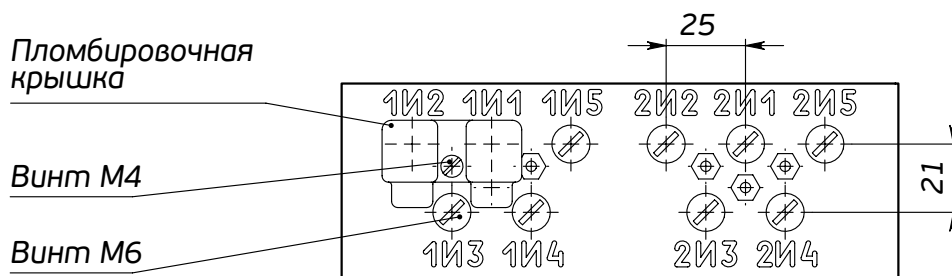 25
Пломбировочная
крышка
1И2 1И1 1И5 2И2 2И1 2И5
Винт М4
21
Винт М6
1И3 1И4 2И3 2И4